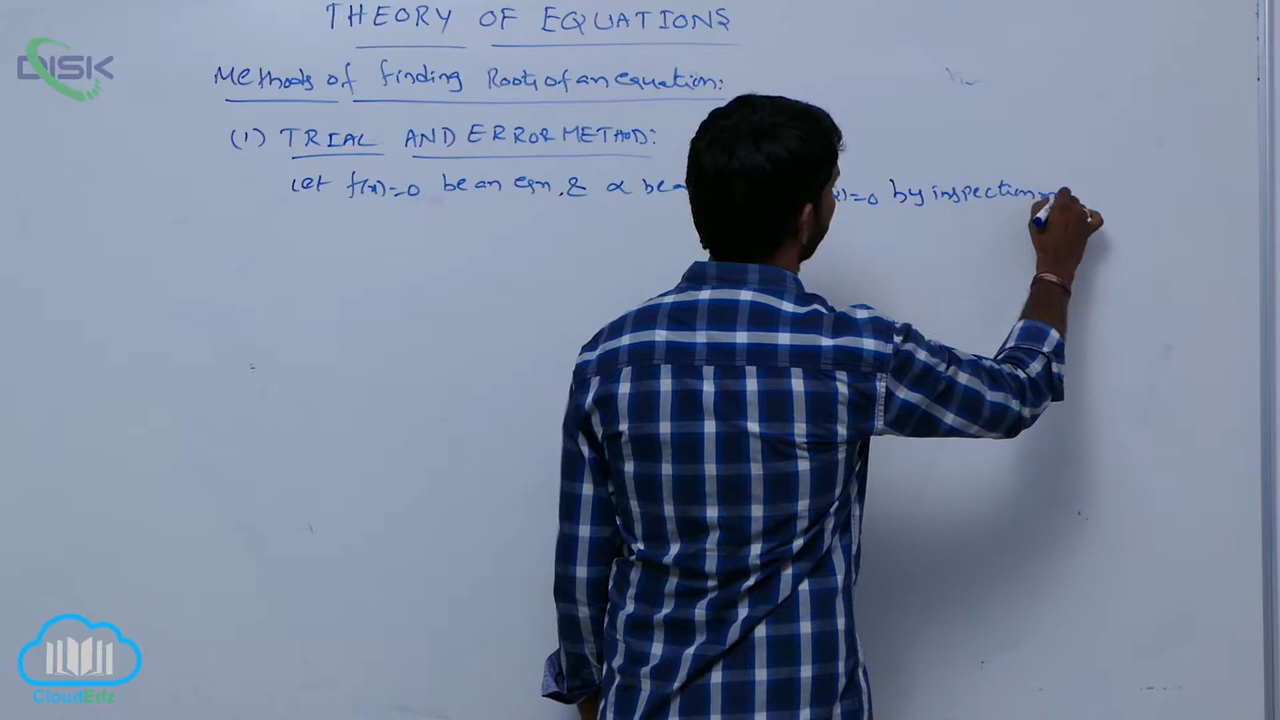 THEORY OF EQUATIONS
DISK
Methods of finding Roots of an equation:
(1) TRIAL AND ERROR METHOD:
Let f(x)=0 be an eqn, & α be a x)=0 by inspection
CloudEdz